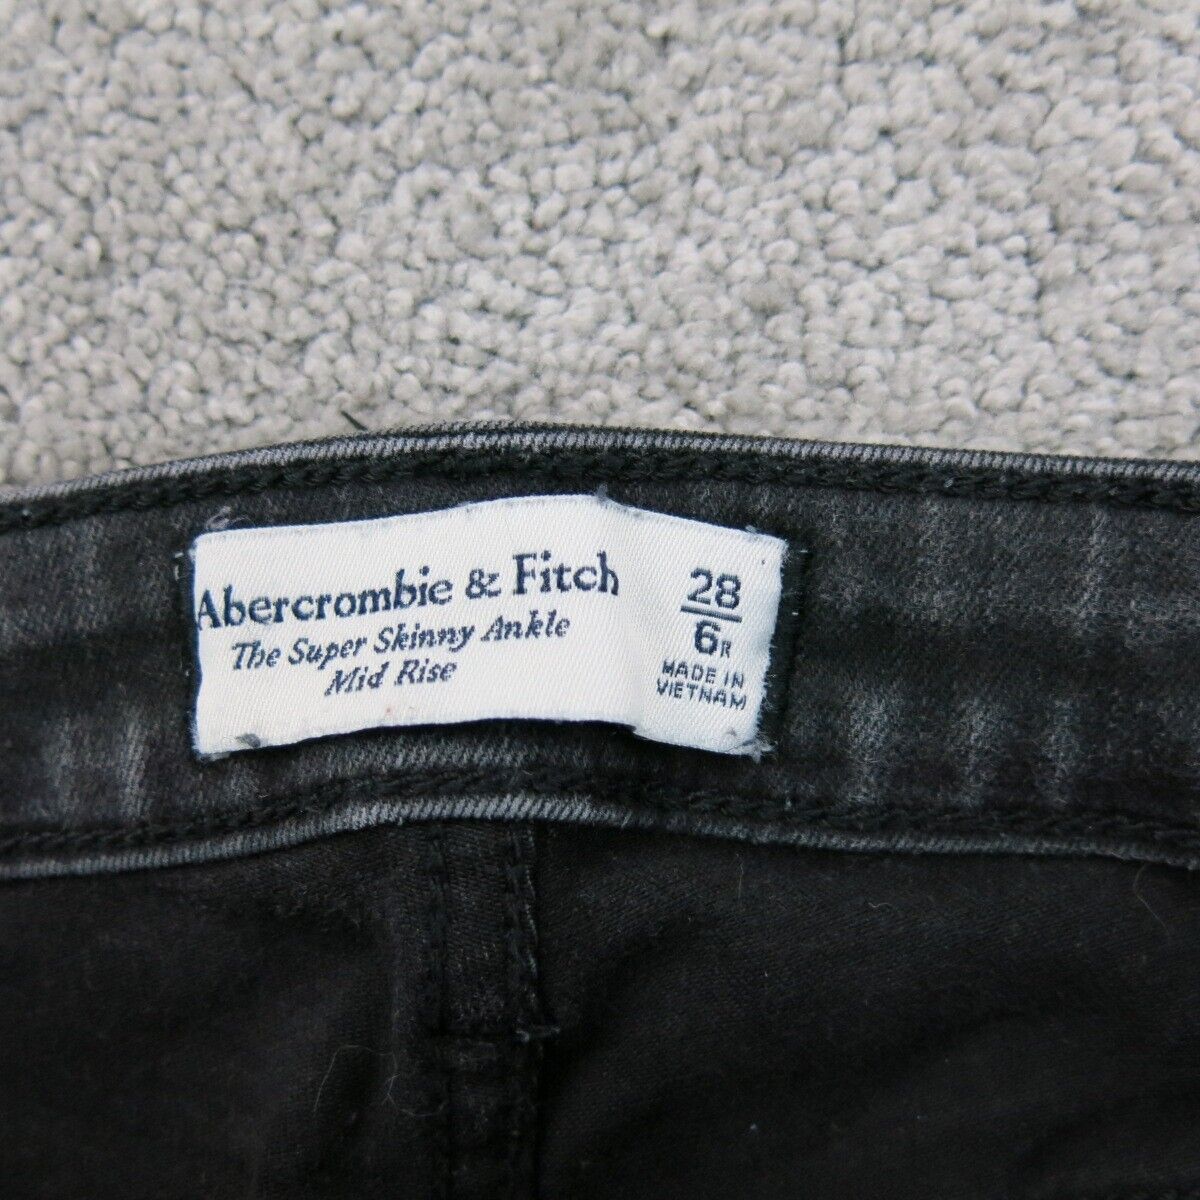 Abercrombie & Fitch
The Super Skinny Ankle
Mid Rise
28
6R
MADE IN
VIETNAM